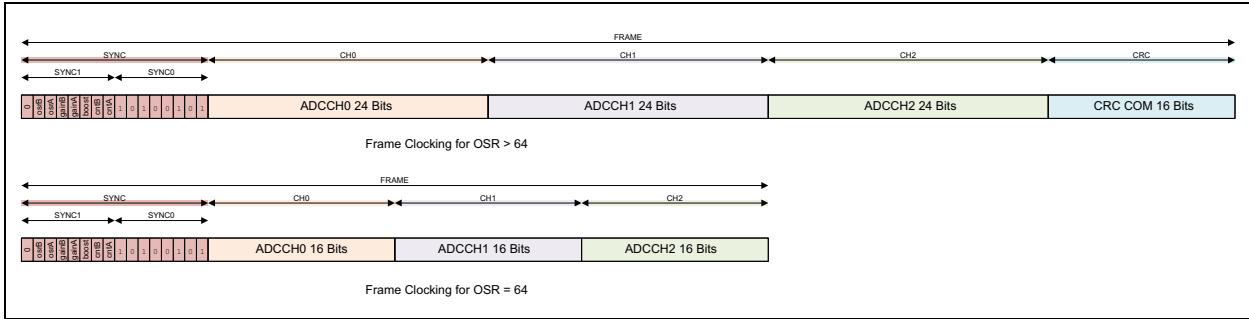 FRAME
SYNC CH0 CH1 CH2 CRC
SYNC1 SYNC0
0 osrB osrA gainB gainA boost cntB cntA 1 0 1 0 0 1 0 1 ADCCH0 24 Bits ADCCH1 24 Bits ADCCH2 24 Bits CRC COM 16 Bits
Frame Clocking for OSR > 64
FRAME
SYNC CH0 CH1 CH2
SYNC1 SYNC0
0 osrB osrA gainB gainA boost cntB cntA 1 0 1 0 0 1 0 1 ADCCH0 16 Bits ADCCH1 16 Bits ADCCH2 16 Bits
Frame Clocking for OSR = 64